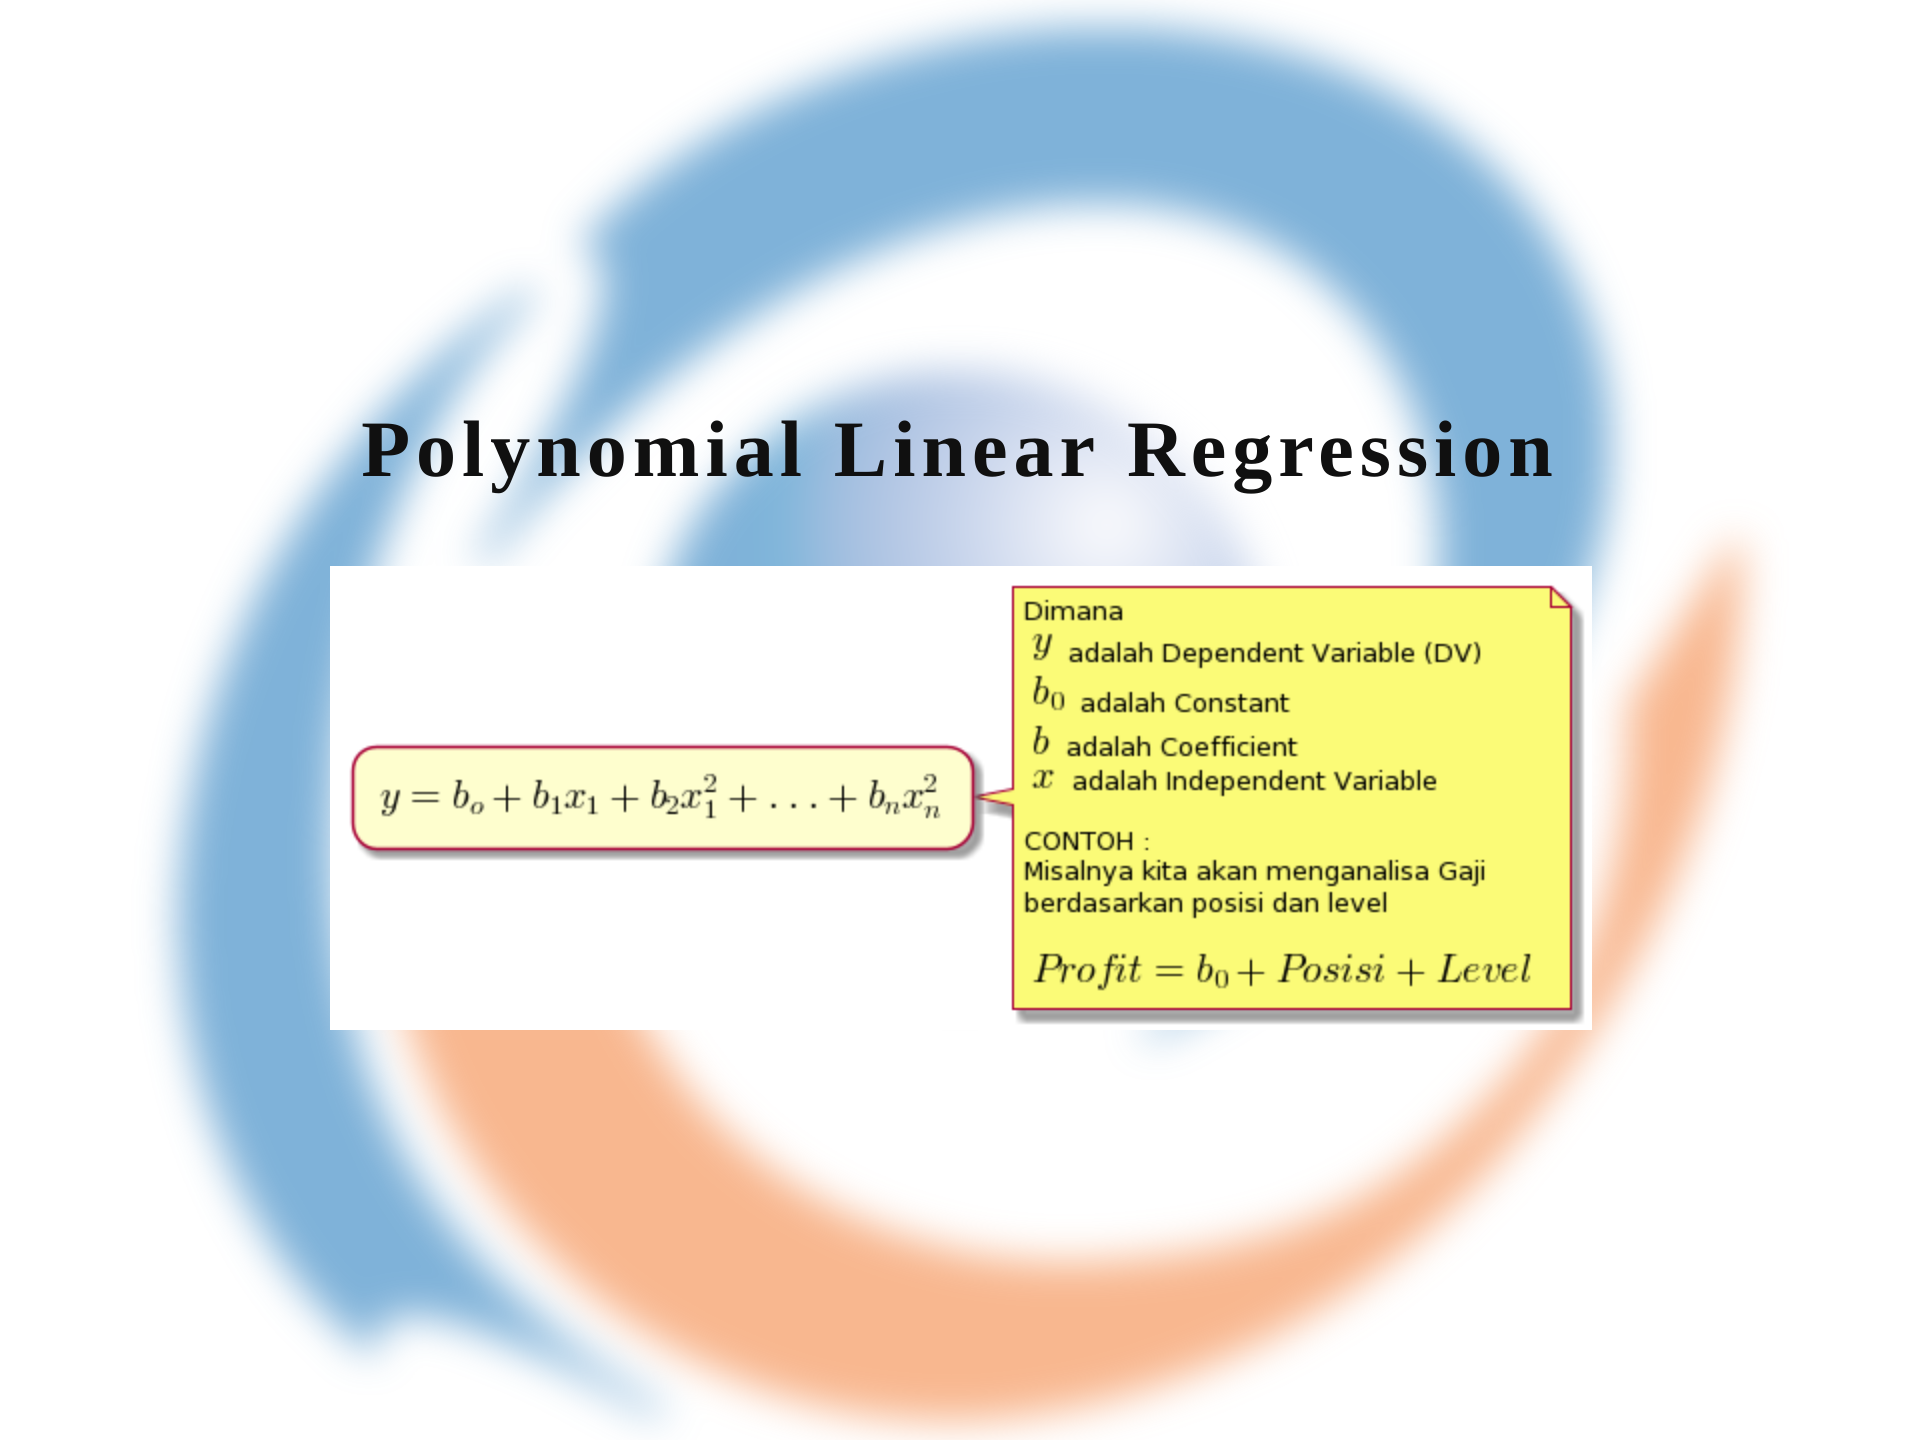 Polynomial Linear Regression
y = b_o + b_1x_1 + b_2x_1^2 + . . . + b_nx_n^2
Dimana
y adalah Dependent Variable (DV)
b_0 adalah Constant
b adalah Coefficient
x adalah Independent Variable
CONTOH :
Misalnya kita akan menganalisa Gaji
berdasarkan posisi dan level
Profit = b_0 + Posisi + Level